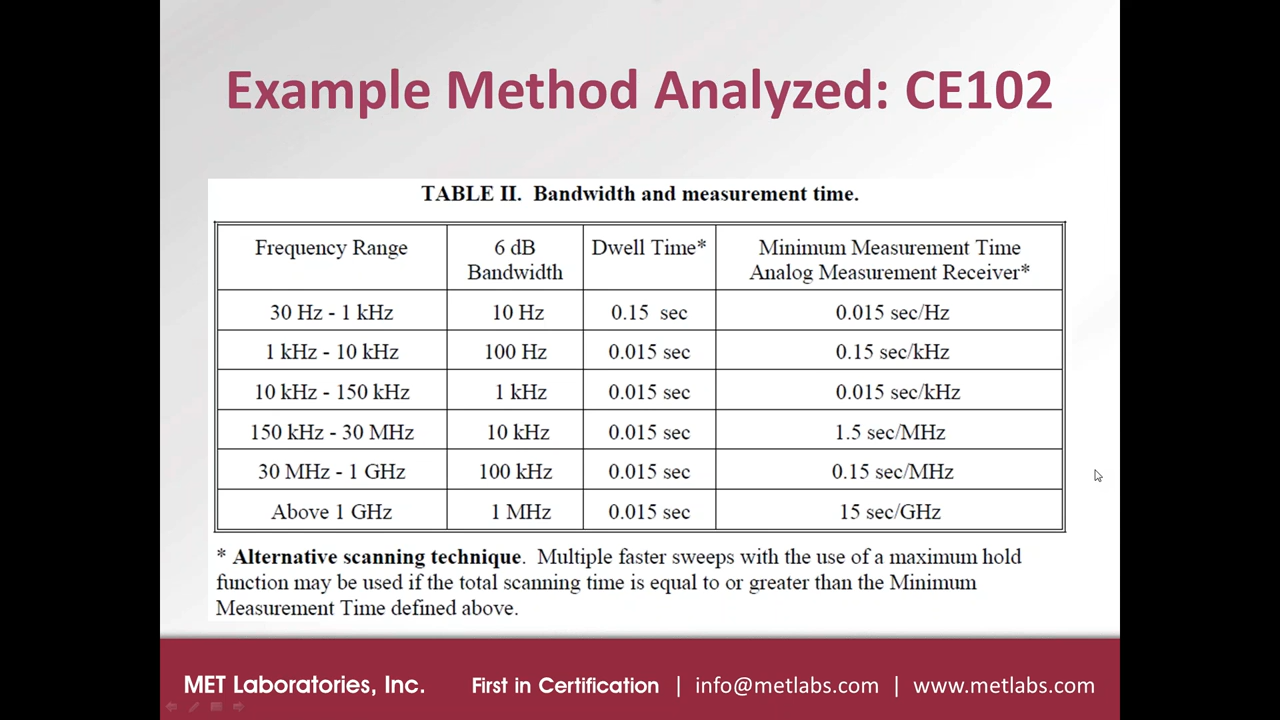 Example Method Analyzed: CE102
TABLE II.  Bandwidth and measurement time.
Frequency Range
6 dB
Bandwidth
Dwell Time*
Minimum Measurement Time
Analog Measurement Receiver*
30 Hz - 1 kHz 10 Hz 0.15 sec 0.015 sec/Hz
1 kHz - 10 kHz 100 Hz 0.015 sec 0.15 sec/kHz
10 kHz - 150 kHz 1 kHz 0.015 sec 0.015 sec/kHz
150 kHz - 30 MHz 10 kHz 0.015 sec 1.5 sec/MHz
30 MHz - 1 GHz 100 kHz 0.015 sec 0.15 sec/MHz
Above 1 GHz 1 MHz 0.015 sec 15 sec/GHz
* Alternative scanning technique.  Multiple faster sweeps with the use of a maximum hold
function may be used if the total scanning time is equal to or greater than the Minimum
Measurement Time defined above.
MET Laboratories, Inc. First in Certification | info@metlabs.com | www.metlabs.com